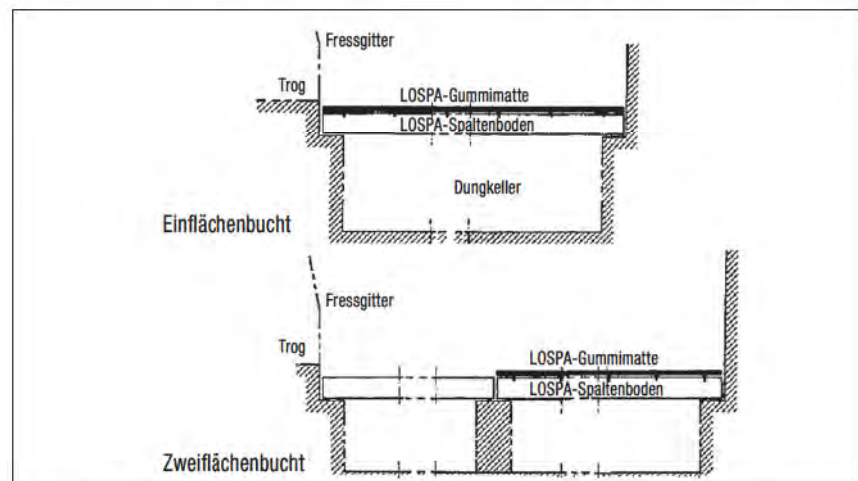 Fressgitter
Trog
LOSPA-Gummimatte
LOSPA-Spaltenboden
Dungkeller
Einflächenbucht
Fressgitter
Trog
LOSPA-Gummimatte
LOSPA-Spaltenboden
Zweiflächenbucht